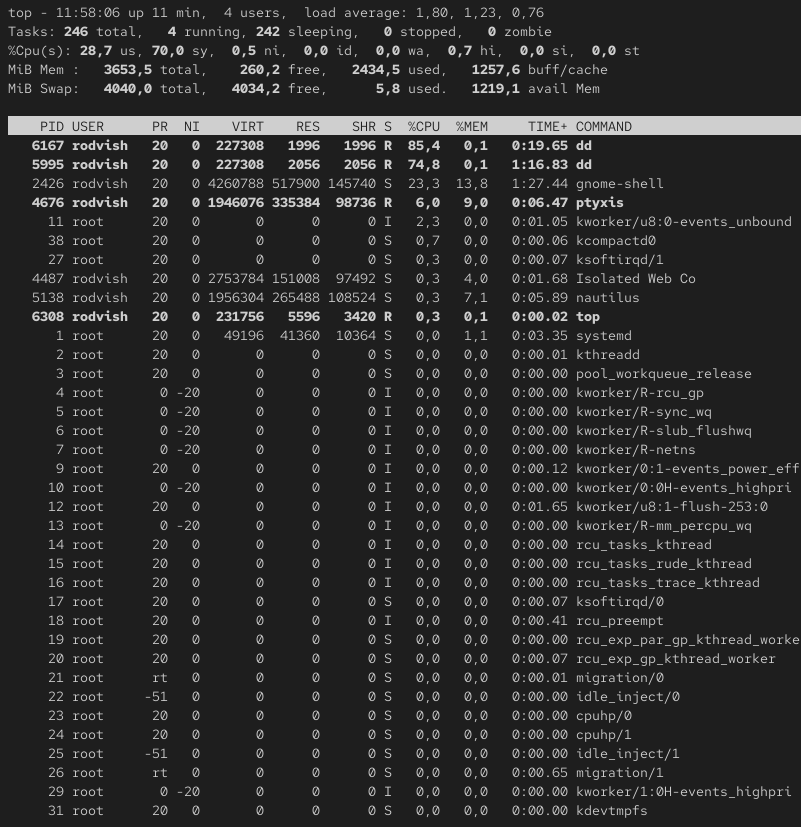 top - 11:58:06 up 11 min,  4 users,  load average: 1,80, 1,23, 0,76
Tasks: 246 total,   4 running, 242 sleeping,   0 stopped,   0 zombie
%Cpu(s): 28,7 us, 70,0 sy,  0,5 ni,  0,0 id,  0,0 wa,  0,7 hi,  0,0 si,  0,0 st
MiB Mem :   3653,5 total,    260,2 free,   2434,5 used,   1257,6 buff/cache
MiB Swap:   4040,0 total,   4034,2 free,      5,8 used.   1219,1 avail Mem
    PID USER      PR  NI    VIRT    RES    SHR S  %CPU  %MEM     TIME+ COMMAND
   6167 rodvish   20   0  227308   1996   1996 R  85,4   0,1   0:19.65 dd
   5995 rodvish   20   0  227308   2056   2056 R  74,8   0,1   1:16.83 dd
   2426 rodvish   20   0 4260788 517900 145740 S  23,3  13,8   1:27.44 gnome-shell
   4676 rodvish   20   0 1946076 335384  98736 R   6,0   9,0   0:06.47 ptyxis
     11 root      20   0       0      0      0 I   2,3   0,0   0:01.05 kworker/u8:0-events_unbound
     38 root      20   0       0      0      0 S   0,7   0,0   0:00.06 kcompactd0
     27 root      20   0       0      0      0 S   0,3   0,0   0:00.07 ksoftirqd/1
   4487 rodvish   20   0 2753784 151008  97492 S   0,3   4,0   0:01.68 Isolated Web Co
   5138 rodvish   20   0 1956304 265488 108524 S   0,3   7,1   0:05.89 nautilus
   6308 rodvish   20   0  231756   5596   3420 R   0,3   0,1   0:00.02 top
      1 root      20   0   49196  41360  10364 S   0,0   1,1   0:03.35 systemd
      2 root      20   0       0      0      0 S   0,0   0,0   0:00.01 kthreadd
      3 root      20   0       0      0      0 S   0,0   0,0   0:00.00 pool_workqueue_release
      4 root       0 -20       0      0      0 I   0,0   0,0   0:00.00 kworker/R-rcu_gp
      5 root       0 -20       0      0      0 I   0,0   0,0   0:00.00 kworker/R-sync_wq
      6 root       0 -20       0      0      0 I   0,0   0,0   0:00.00 kworker/R-slub_flushwq
      7 root       0 -20       0      0      0 I   0,0   0,0   0:00.00 kworker/R-netns
      9 root      20   0       0      0      0 I   0,0   0,0   0:00.12 kworker/0:1-events_power_eff
     10 root       0 -20       0      0      0 I   0,0   0,0   0:00.00 kworker/0:0H-events_highpri
     12 root      20   0       0      0      0 I   0,0   0,0   0:01.65 kworker/u8:1-flush-253:0
     13 root       0 -20       0      0      0 I   0,0   0,0   0:00.00 kworker/R-mm_percpu_wq
     14 root      20   0       0      0      0 I   0,0   0,0   0:00.00 rcu_tasks_kthread
     15 root      20   0       0      0      0 I   0,0   0,0   0:00.00 rcu_tasks_rude_kthread
     16 root      20   0       0      0      0 I   0,0   0,0   0:00.00 rcu_tasks_trace_kthread
     17 root      20   0       0      0      0 S   0,0   0,0   0:00.07 ksoftirqd/0
     18 root      20   0       0      0      0 I   0,0   0,0   0:00.41 rcu_preempt
     19 root      20   0       0      0      0 S   0,0   0,0   0:00.00 rcu_exp_par_gp_kthread_worke
     20 root      20   0       0      0      0 S   0,0   0,0   0:00.07 rcu_exp_gp_kthread_worker
     21 root      rt   0       0      0      0 S   0,0   0,0   0:00.01 migration/0
     22 root     -51   0       0      0      0 S   0,0   0,0   0:00.00 idle_inject/0
     23 root      20   0       0      0      0 S   0,0   0,0   0:00.00 cpuhp/0
     24 root      20   0       0      0      0 S   0,0   0,0   0:00.00 cpuhp/1
     25 root     -51   0       0      0      0 S   0,0   0,0   0:00.00 idle_inject/1
     26 root      rt   0       0      0      0 S   0,0   0,0   0:00.65 migration/1
     29 root       0 -20       0      0      0 I   0,0   0,0   0:00.00 kworker/1:0H-events_highpri
     31 root      20   0       0      0      0 S   0,0   0,0   0:00.00 kdevtmpfs